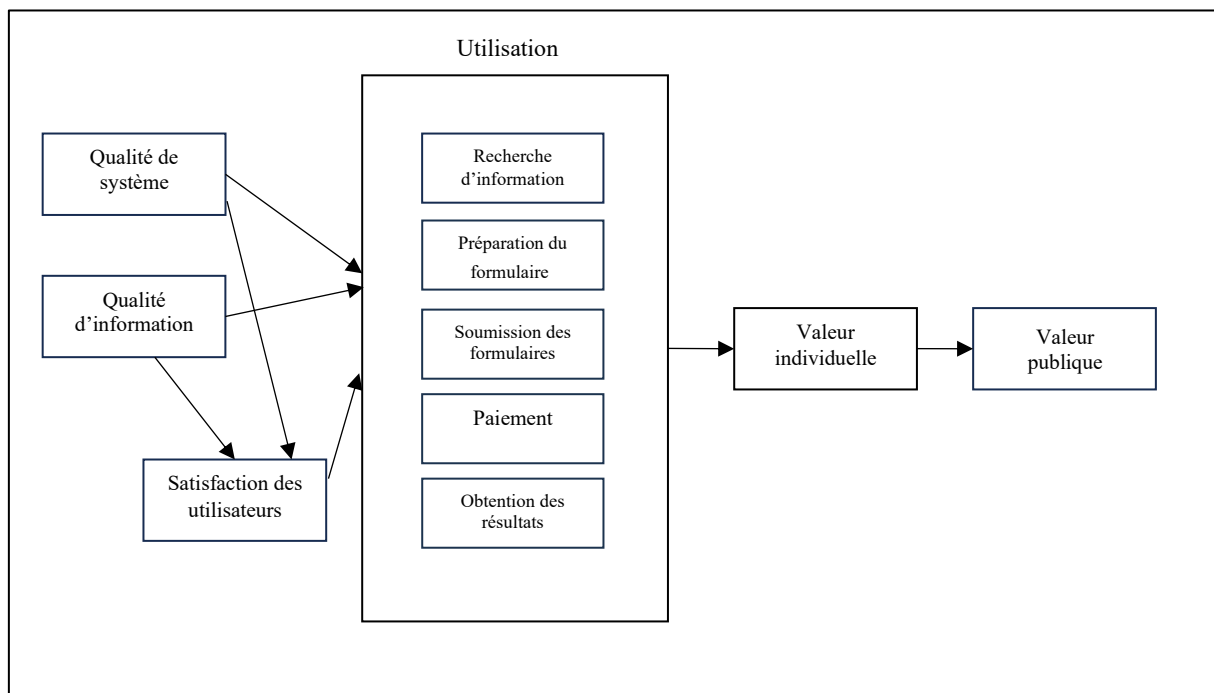 Utilisation
Qualité de
système
Qualité
d’information
Satisfaction des
utilisateurs
Recherche
d’information
Préparation du
formulaire
Soumission des
formulaires
Paiement
Obtention des
résultats
Valeur
individuelle
Valeur
publique